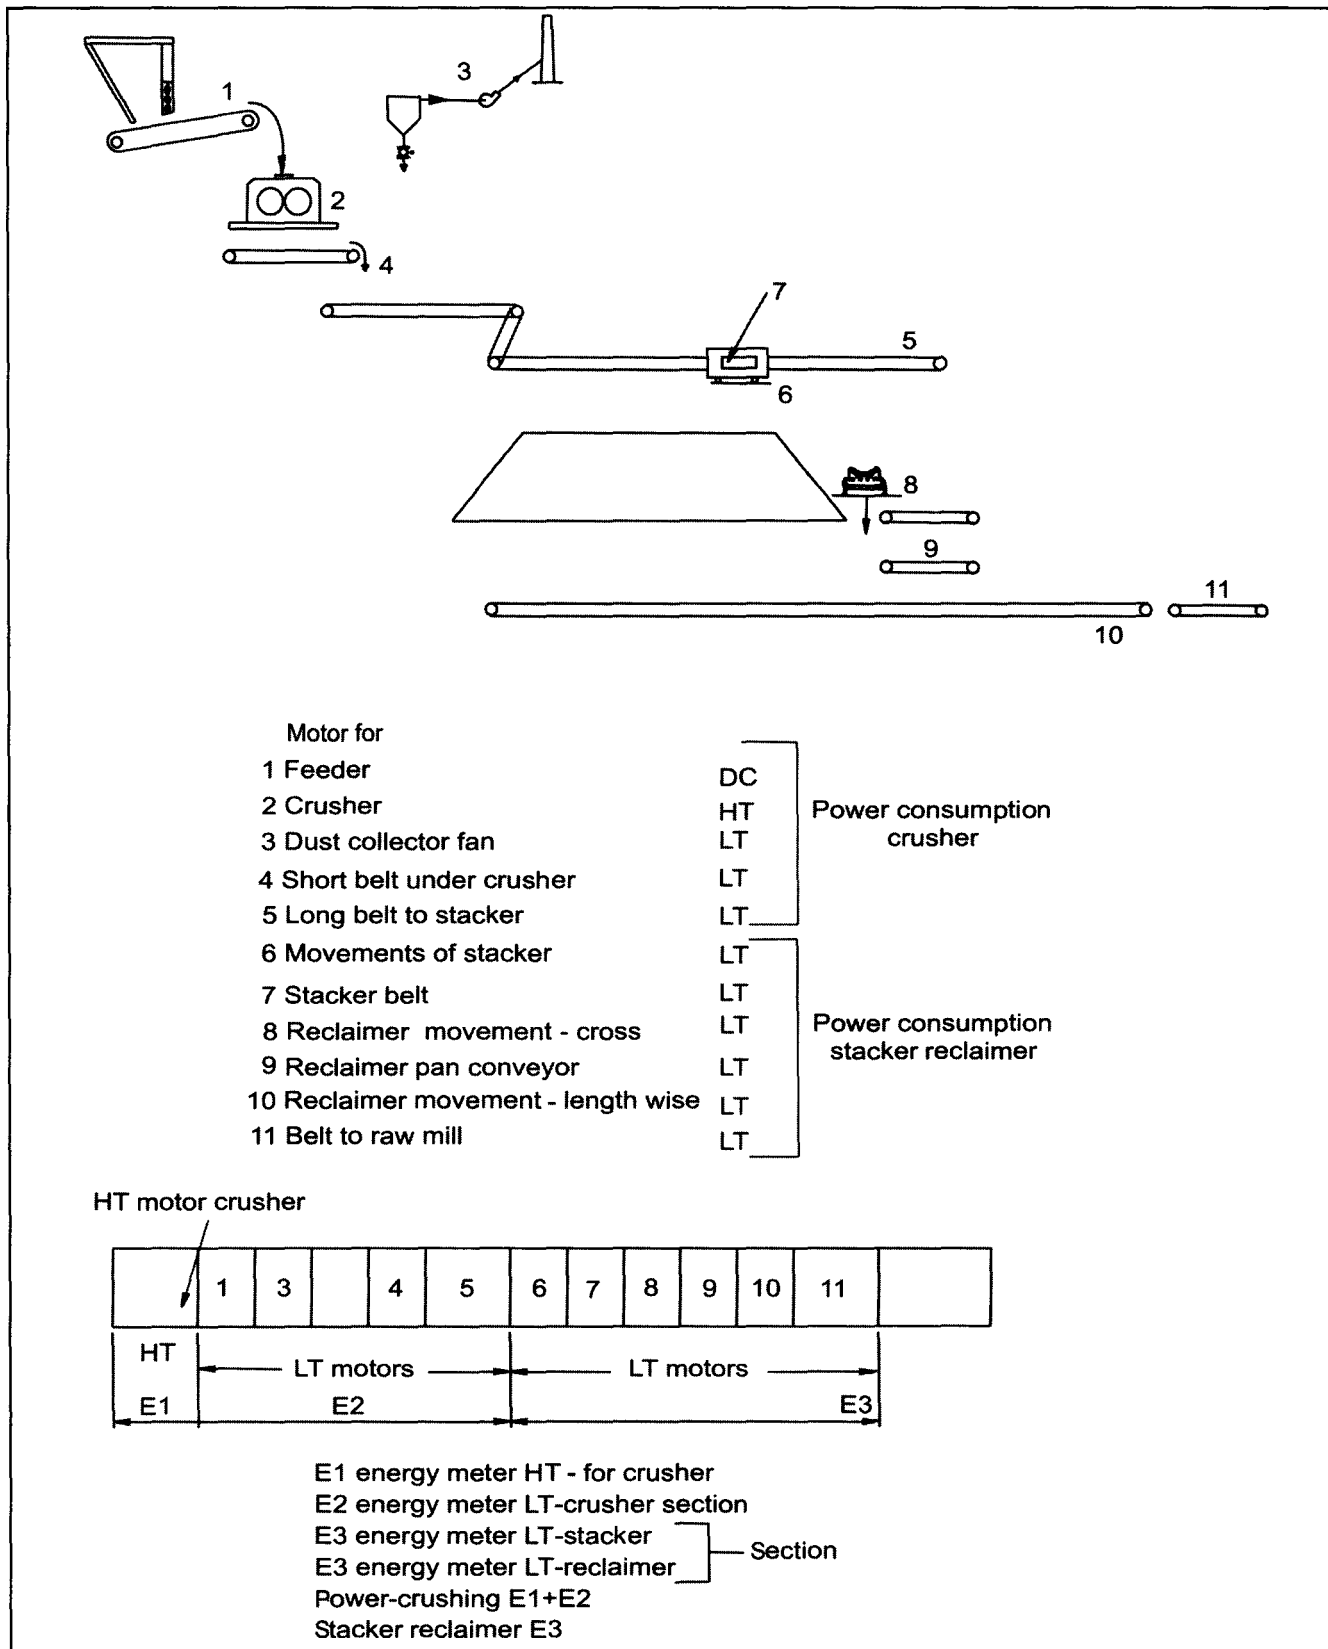 3
1
2
4
7
5
6
8
9
11
10
Motor for
1 Feeder DC
2 Crusher HT
3 Dust collector fan LT
4 Short belt under crusher LT
5 Long belt to stacker LT
Power consumption
crusher
6 Movements of stacker LT
7 Stacker belt LT
8 Reclaimer movement - cross LT
9 Reclaimer pan conveyor LT
10 Reclaimer movement - length wise LT
11 Belt to raw mill LT
Power consumption
stacker reclaimer
HT motor crusher
1 3 4 5 6 7 8 9 10 11
HT LT motors LT motors
E1 E2 E3
E1 energy meter HT - for crusher
E2 energy meter LT-crusher section
E3 energy meter LT-stacker
E3 energy meter LT-reclaimer
Section
Power-crushing E1+E2
Stacker reclaimer E3